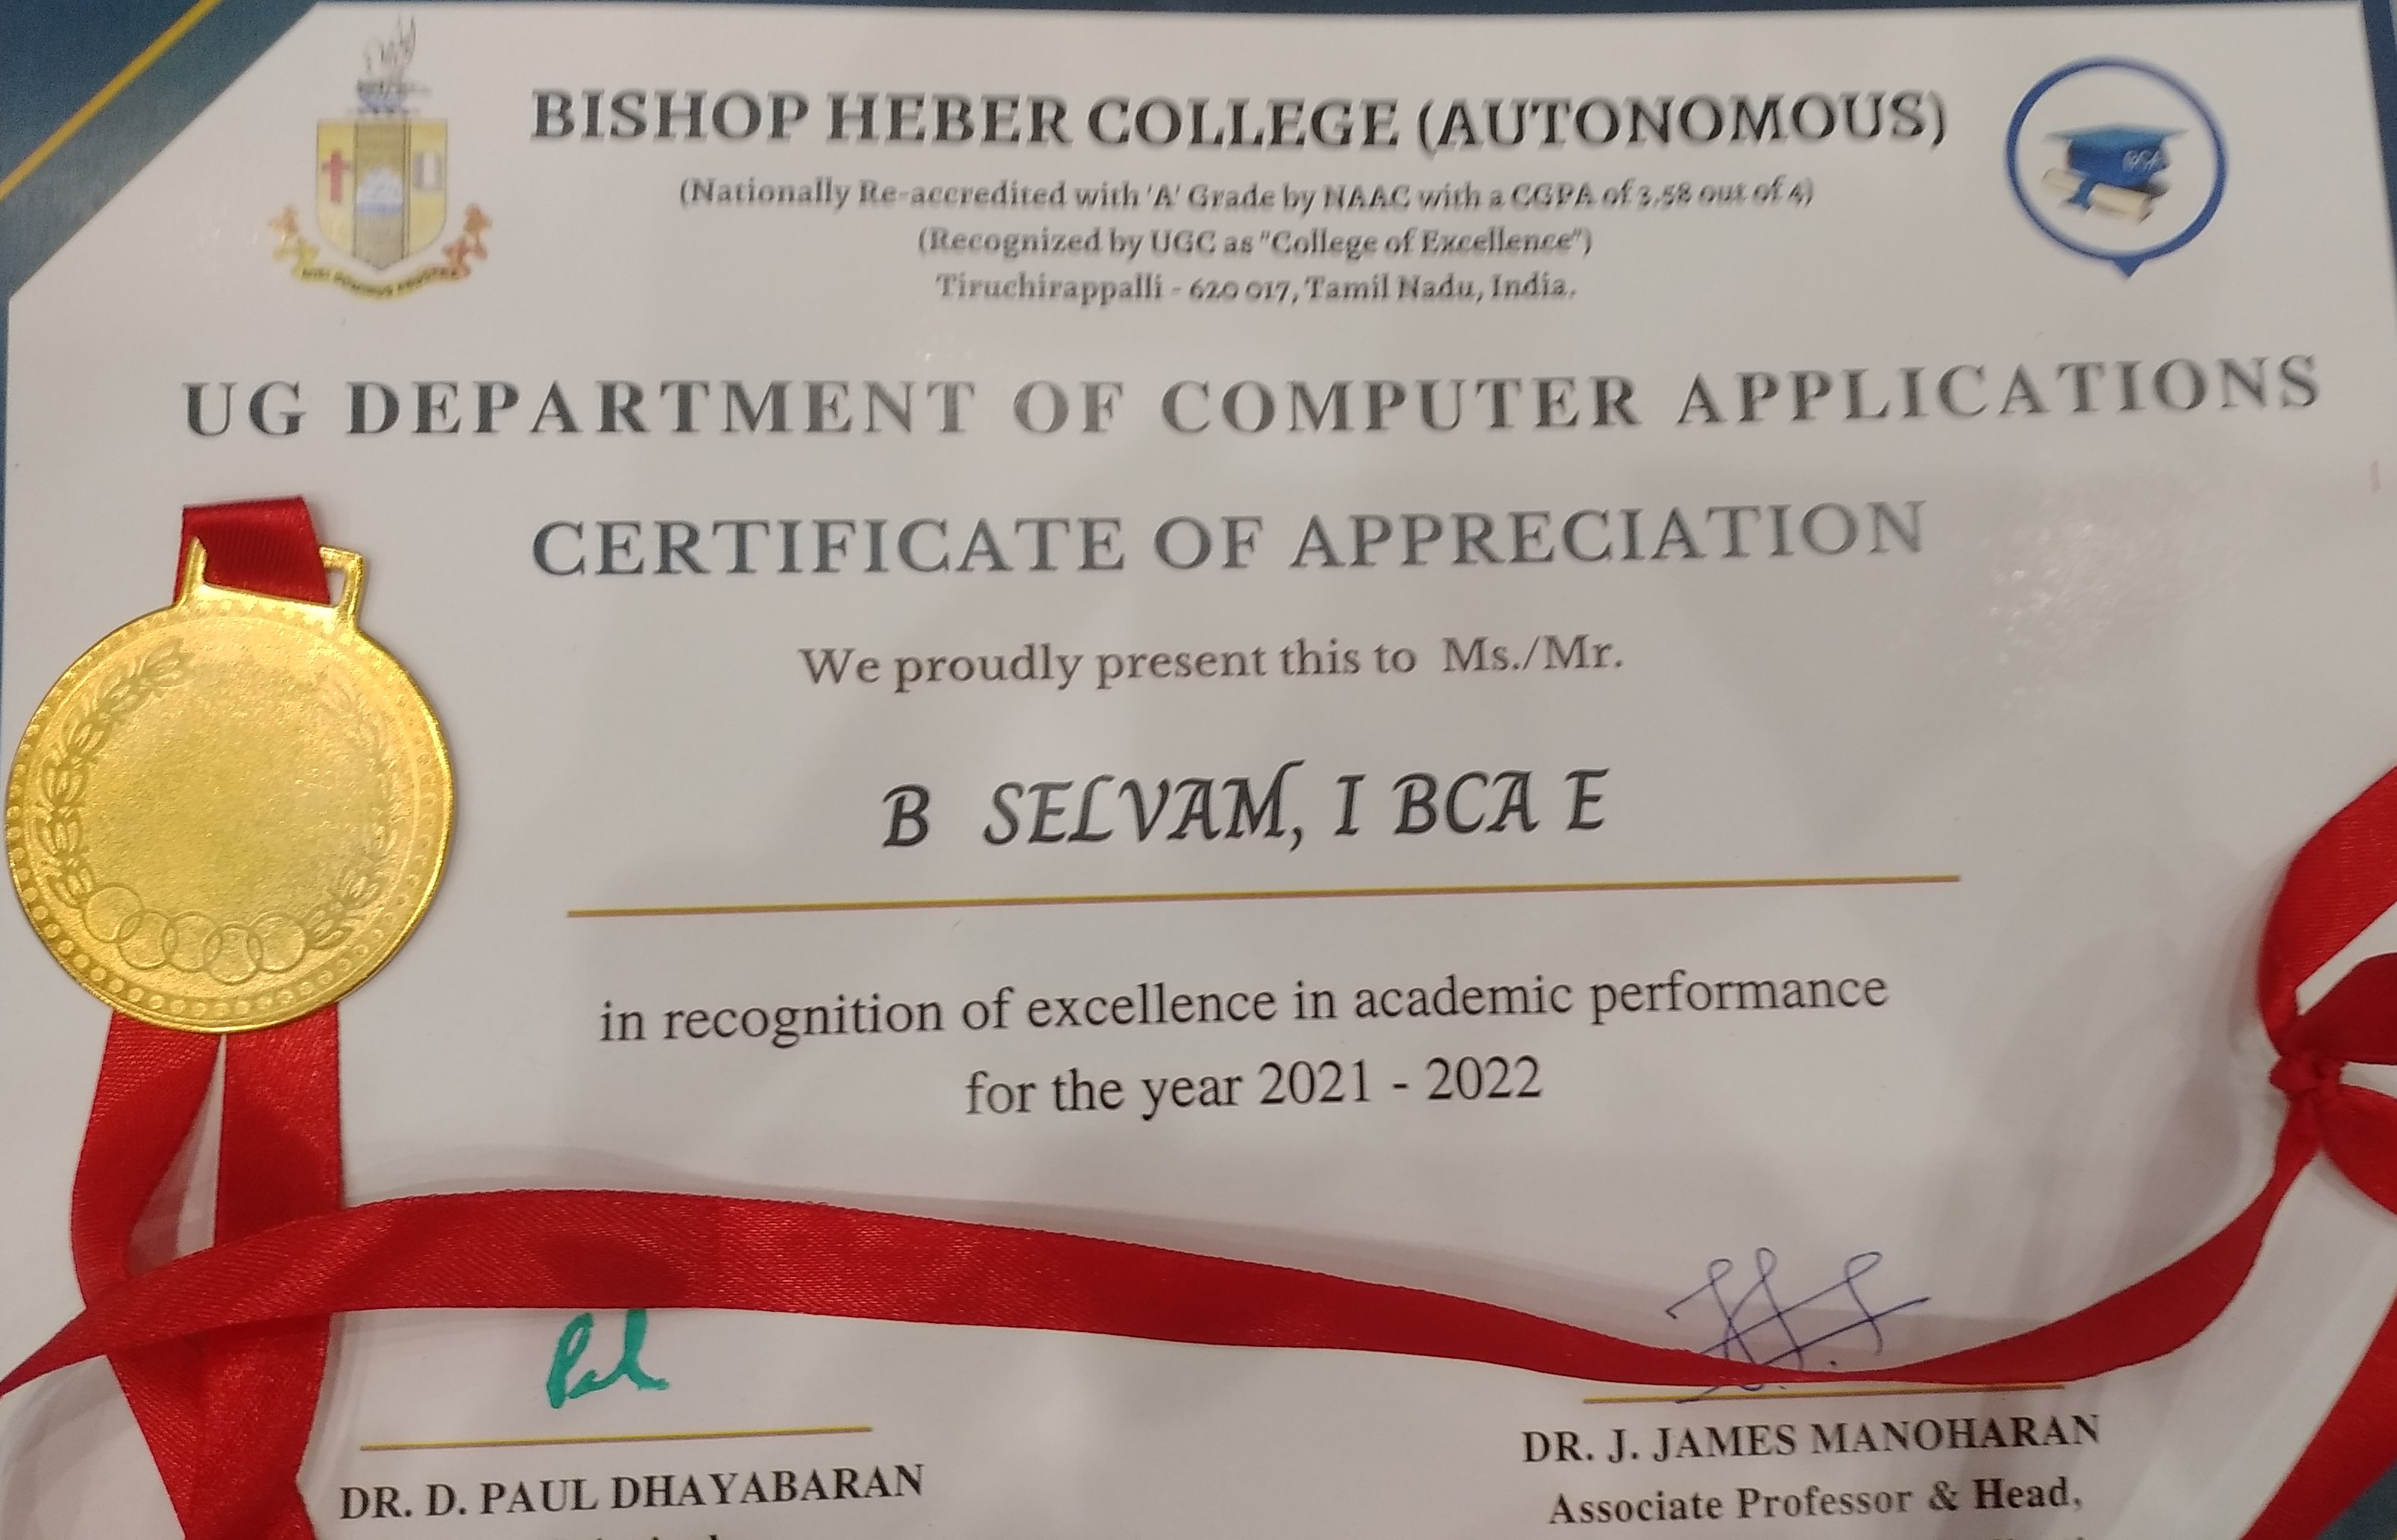 BISHOP HEBER COLLEGE (AUTONOMOUS)
(Nationally Re-accredited with 'A' Grade by NAAC with a CGPA of 3.58 out of 4)
(Recognized by UGC as "College of Excellence")
Tiruchirappalli - 620 017, Tamil Nadu, India.
BCA
UG DEPARTMENT OF COMPUTER APPLICATIONS
CERTIFICATE OF APPRECIATION
We proudly present this to Ms./Mr.
B SELVAM, I BCA E
in recognition of excellence in academic performance
for the year 2021 - 2022
DR. D. PAUL DHAYABARAN
DR. J. JAMES MANOHARAN
Associate Professor & Head,